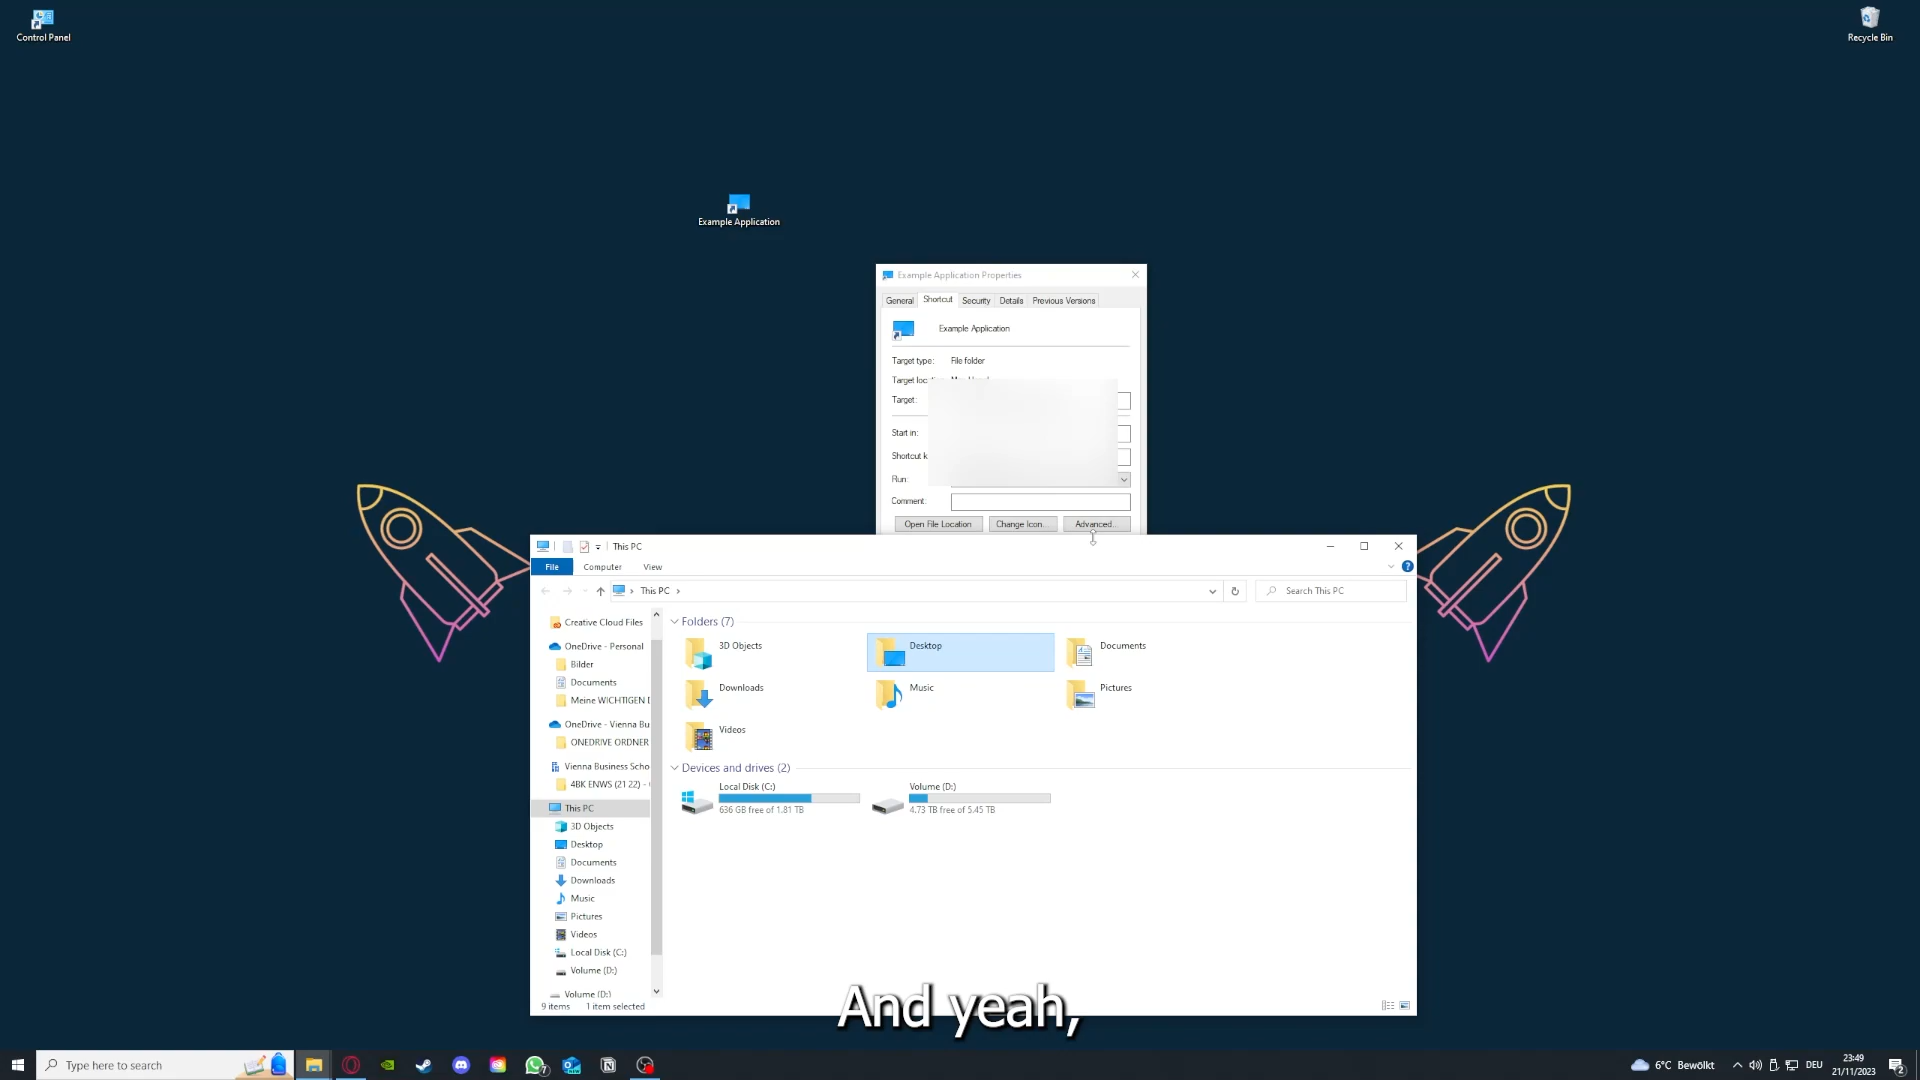 Control Panel
Recycle Bin
Example Application
Example Application Properties
General
Shortcut
Security
Details
Previous Versions
Example Application
Target type:
File folder
Target
Target:
Start in:
Shortcut
Run:
Comment:
Open File Location
Change Icon...
Advanced...
This PC
File
Computer
View
This PC
Search This PC
Creative Cloud Files
OneDrive - Personal
Bilder
Documents
Meine WICHTIGEN
OneDrive - Vienna Bu
ONEDRIVE ORDNER
Vienna Business Scho
4BK ENWS (21 22) -
This PC
3D Objects
Desktop
Documents
Downloads
Music
Pictures
Videos
Local Disk (C:)
Volume (D:)
Volume (D:)
Folders (7)
3D Objects
Desktop
Documents
Downloads
Music
Pictures
Videos
Devices and drives (2)
Local Disk (C:)
636 GB free of 1.81 TB
Volume (D:)
4.73 TB free of 5.45 TB
9 items
1 item selected
And yeah,
Type here to search
7
6°C Bewölkt
DEU
23:49
21/11/2023
2